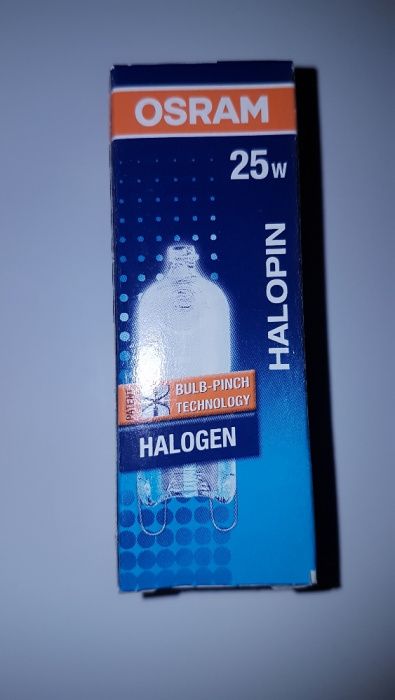 OSRAM
25W
HALOPIN
PATENT
BULB-PINCH
TECHNOLOGY
HALOGEN